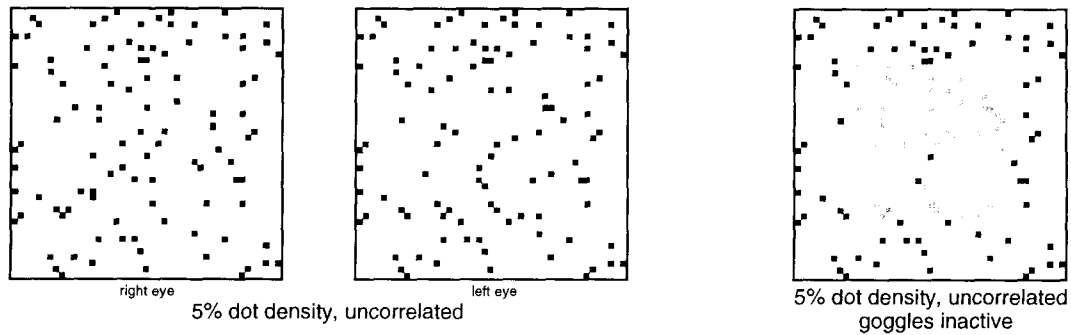 right eye
left eye
5% dot density, uncorrelated
5% dot density, uncorrelated
goggles inactive